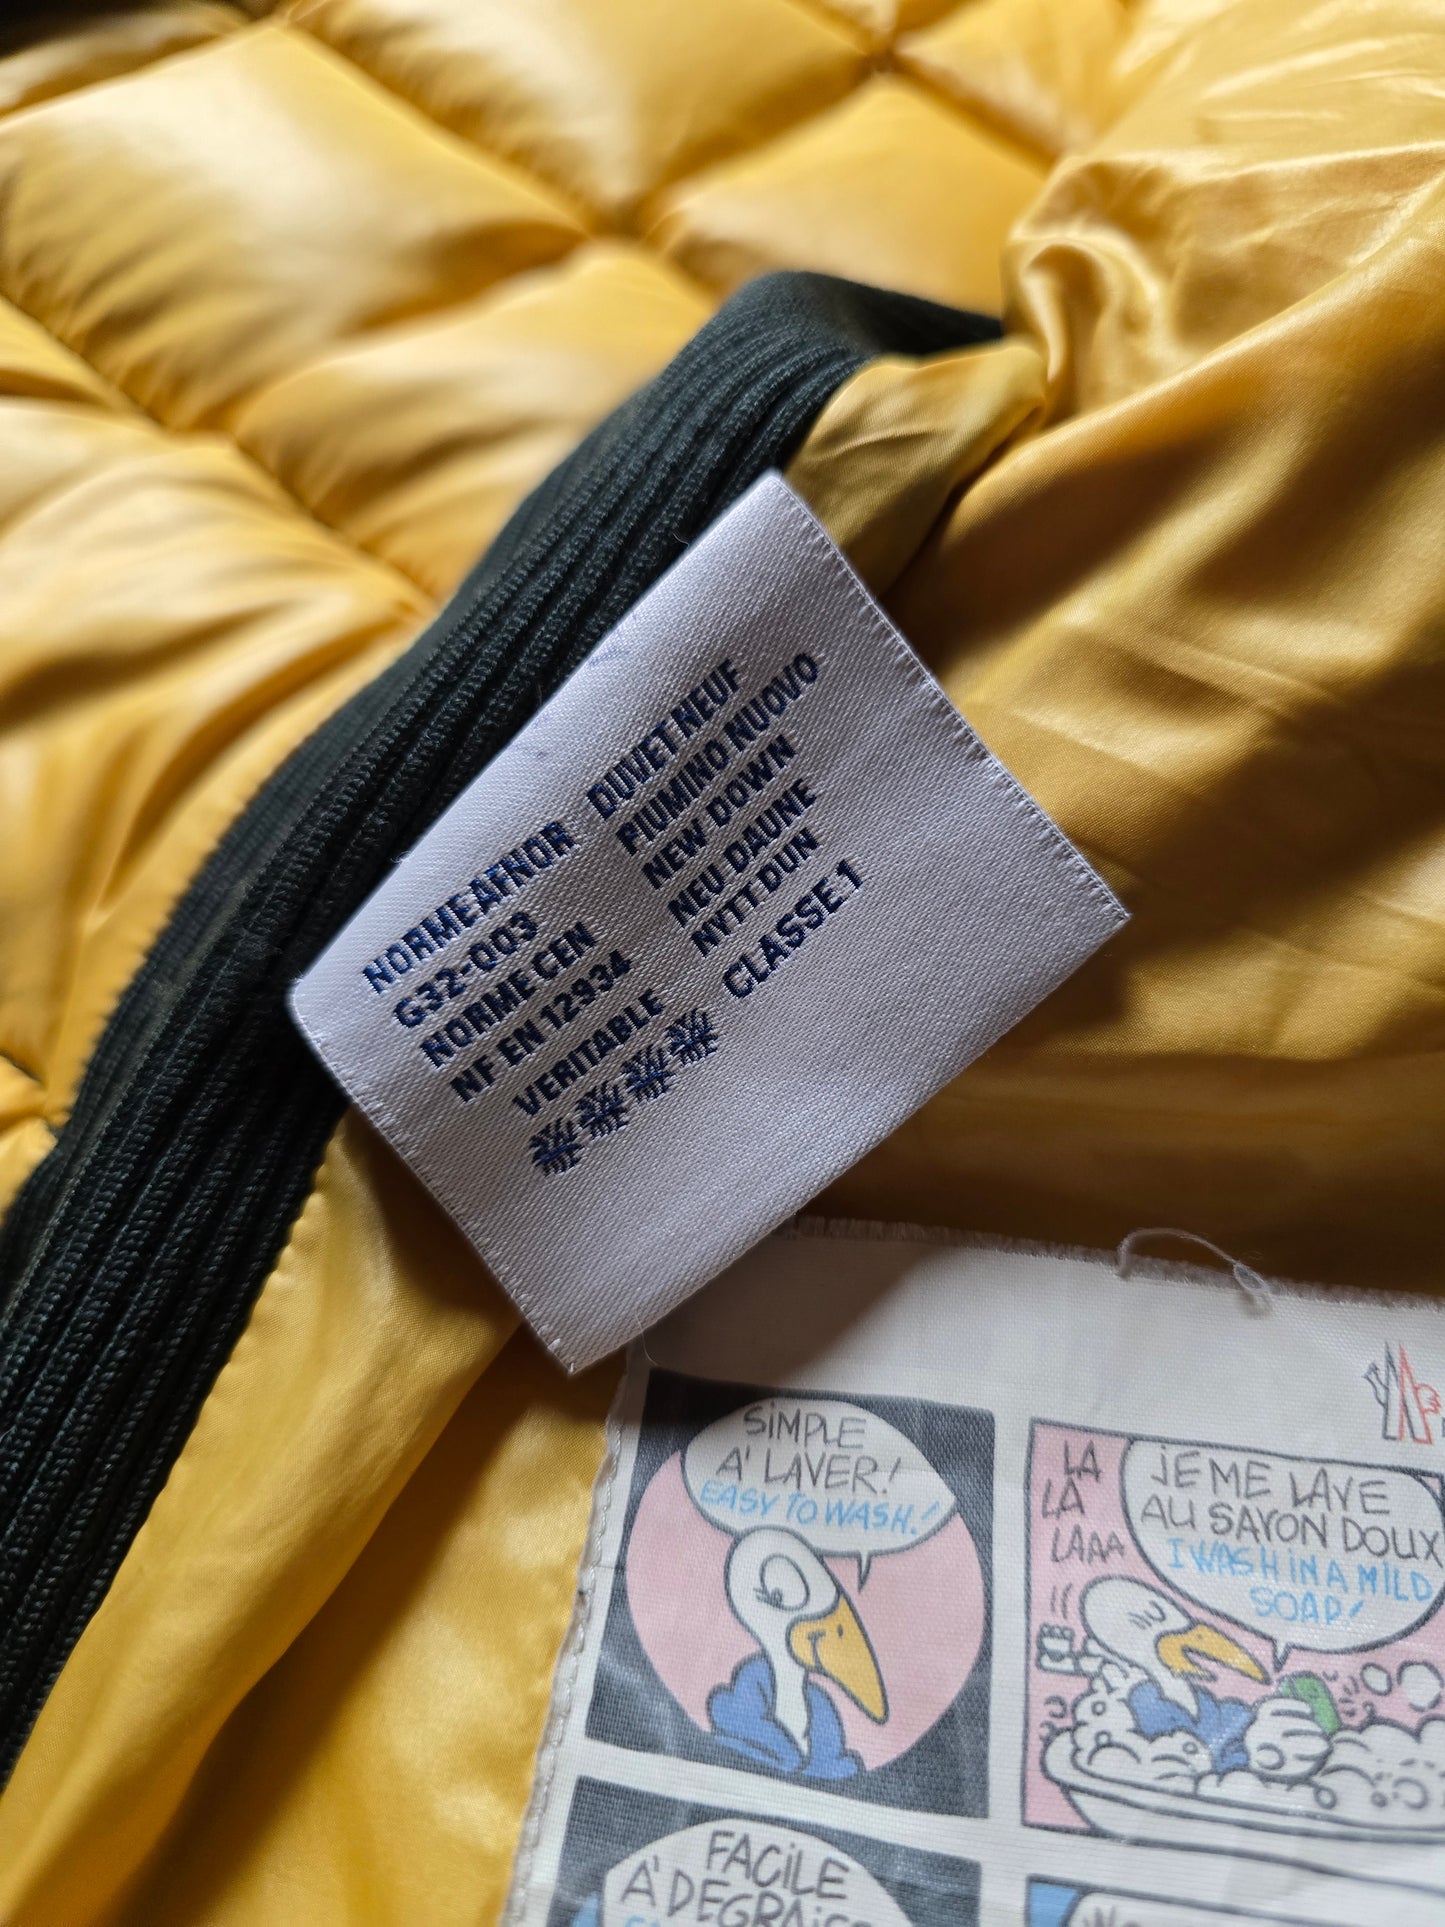 NORME AFNOR
G32-003
NORME CEN
NF EN 12934
VERITABLE
DUVET NEUF
PIUMINO NUOVO
NEW DOWN
NEU DAUNE
NYTT DUN
CLASSE 1
SiMPLE
A' LAVER!
EASY TO WASH!
LA
LA
LAAA
JE ME LAVE
AU SAVON DOUX
I WASH IN A MILD
SOAP!
FACiLE
A' DEGRAiSS